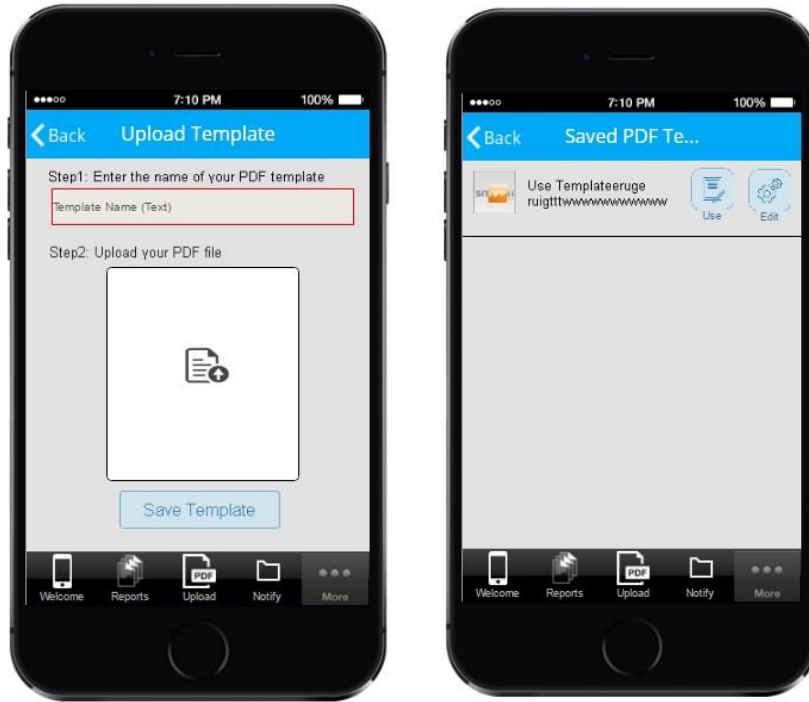 7:10 PM
100%
Back
Upload Template
Step1: Enter the name of your PDF template
Template Name (Text)
Step2: Upload your PDF file
Save Template
PDF
Welcome
Reports
Upload
Notify
More
7:10 PM
100%
Back
Saved PDF Te...
Use Templateeruge
ruigtttwwwwwwwwwwww
Use
Edit
PDF
Welcome
Reports
Upload
Notify
More